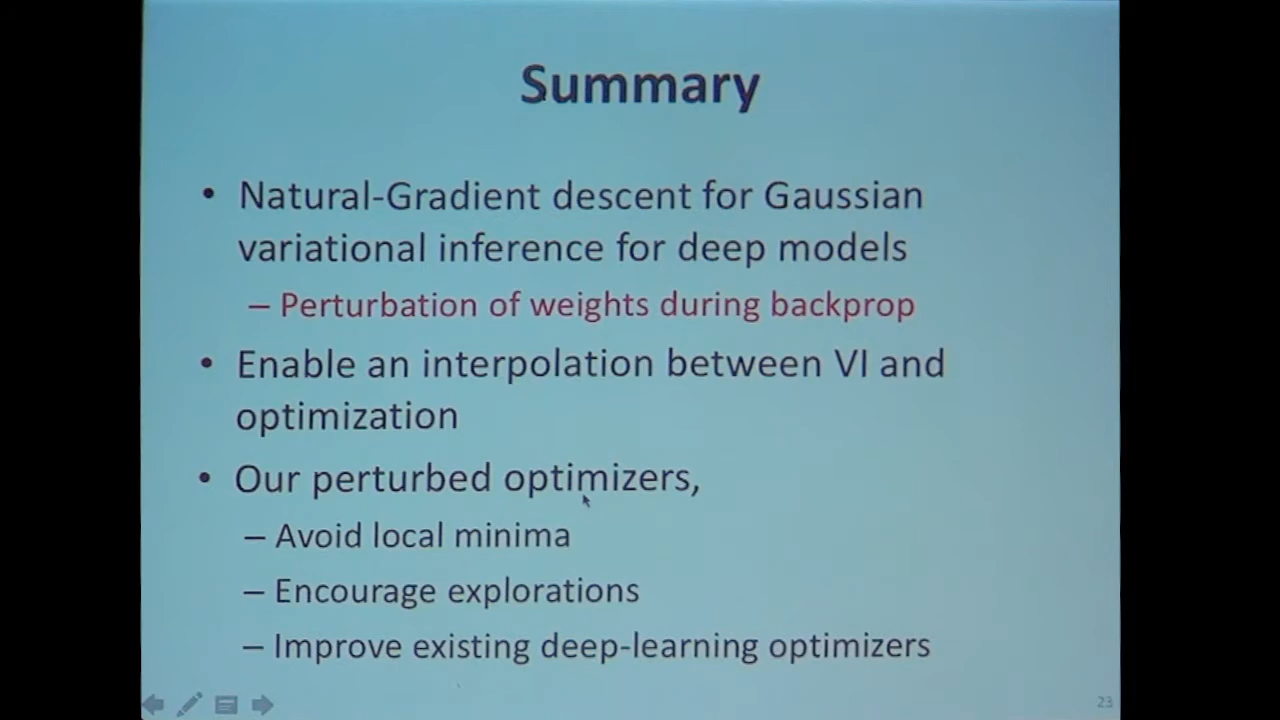 Summary
• Natural-Gradient descent for Gaussian
variational inference for deep models
– Perturbation of weights during backprop
• Enable an interpolation between VI and
optimization
• Our perturbed optimizers,
– Avoid local minima
– Encourage explorations
– Improve existing deep-learning optimizers
23